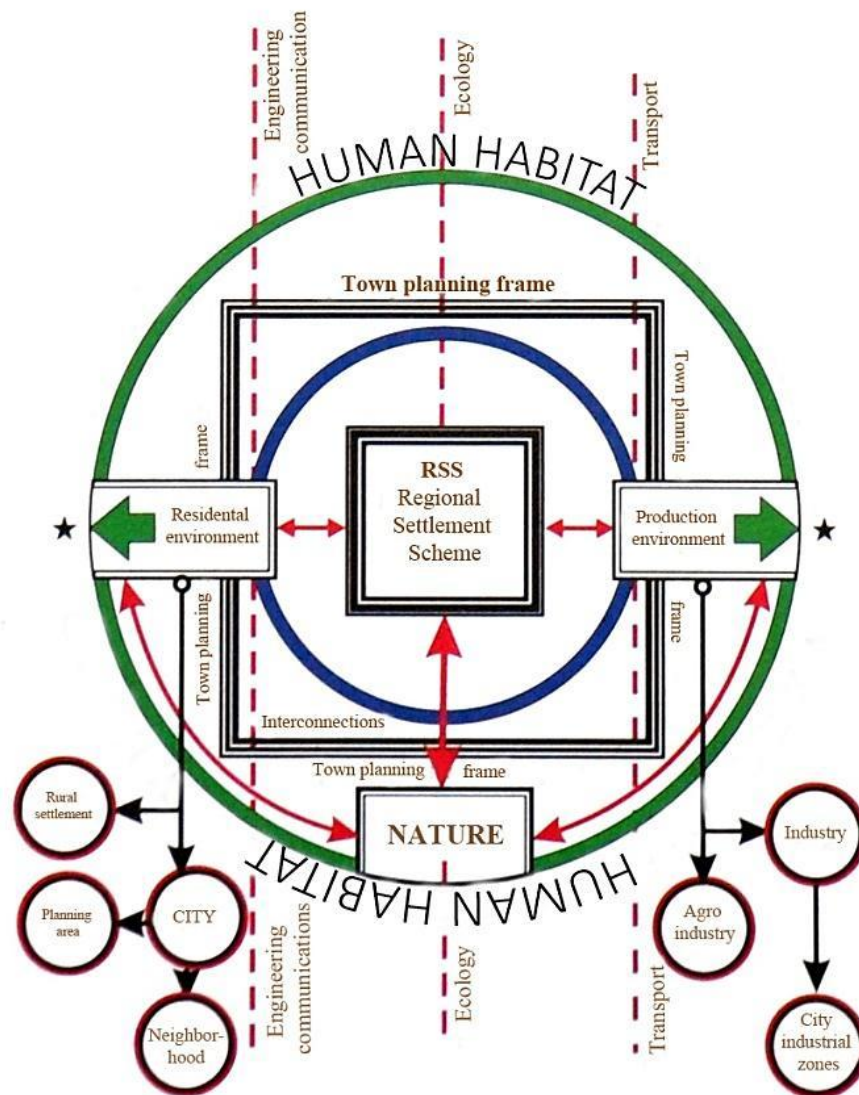 Engineering
communication
Ecology
Transport
HUMAN HABITAT
Town planning frame
frame
Town planning
RSS
Regional
Settlement
Scheme
Residental
environment
Production
environment
Town planning
frame
Interconnections
Town planning
frame
NATURE
HUMAN HABITAT
Rural
settlement
Industry
Planning
area
CITY
Agro
industry
Neighbor-
hood
City
industrial
zones
Engineering
communications
Ecology
Transport